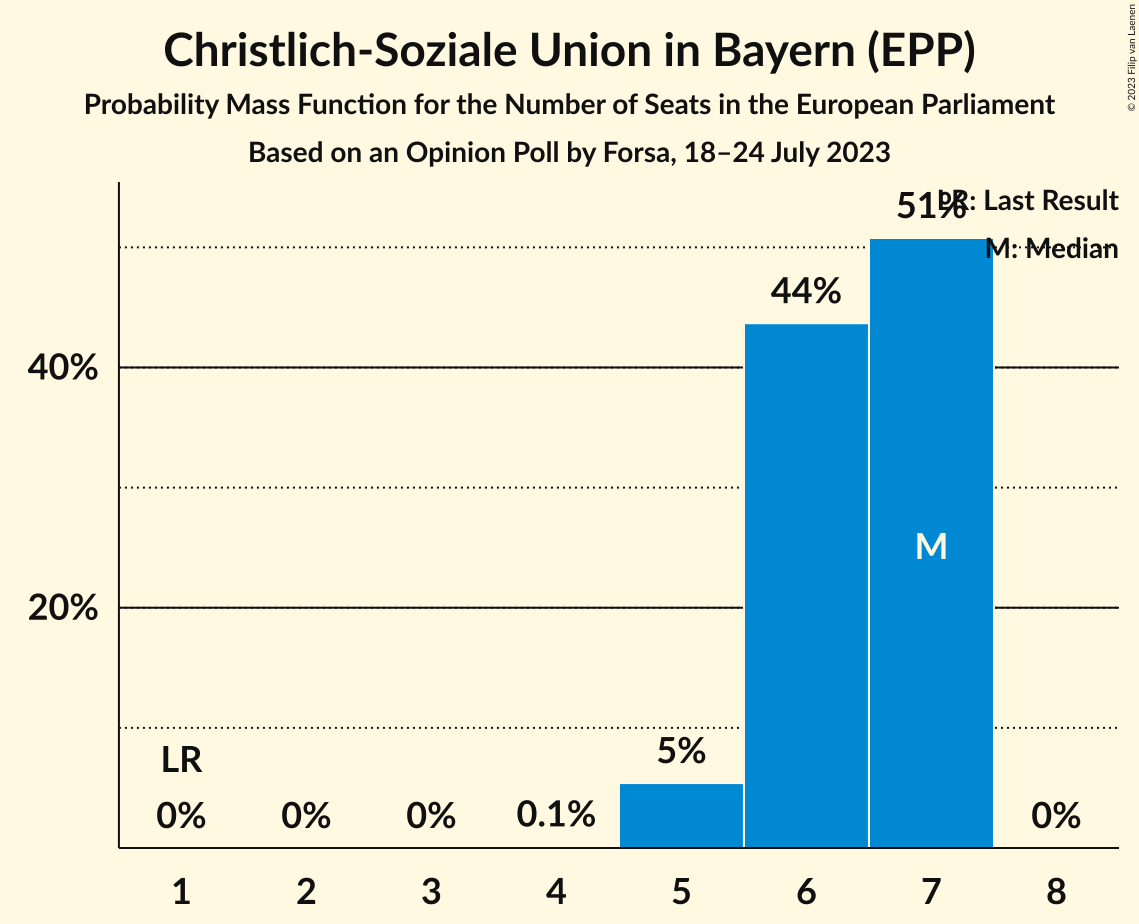 Christlich-Soziale Union in Bayern (EPP)
Probability Mass Function for the Number of Seats in the European Parliament
Based on an Opinion Poll by Forsa, 18–24 July 2023
© 2023 Filip van Laenen
LR: Last Result
M: Median
51%
44%
40%
M
20%
LR
5%
0% 0% 0% 0.1% 0%
1 2 3 4 5 6 7 8